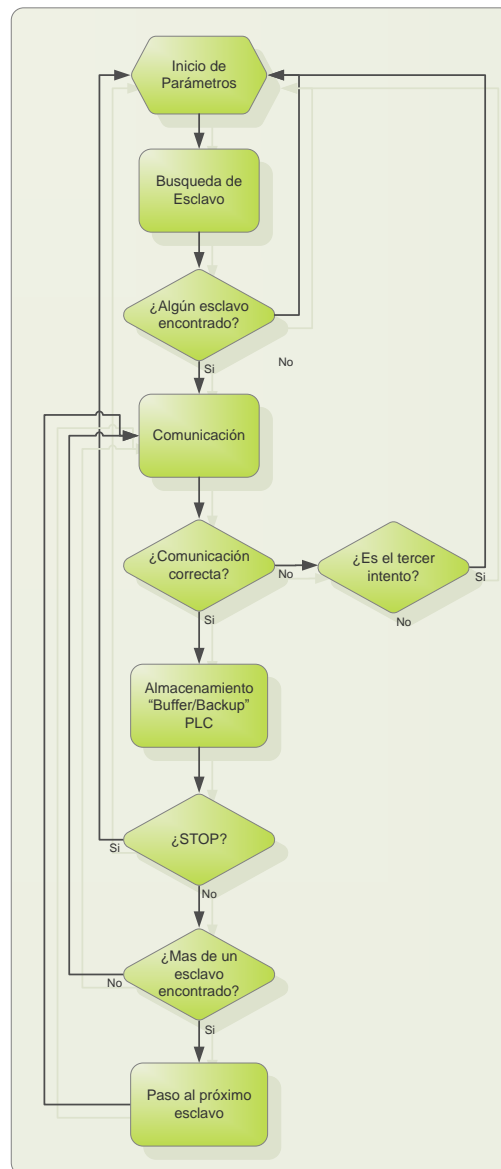 Inicio de
Parámetros
Busqueda de
Esclavo
¿Algún esclavo
encontrado?
No
Si
Comunicación
¿Comunicación
correcta?
No
¿Es el tercer
intento?
Si
No
Si
Almacenamiento
“Buffer/Backup”
PLC
¿STOP?
Si
No
¿Mas de un
esclavo
encontrado?
No
Si
Paso al próximo
esclavo